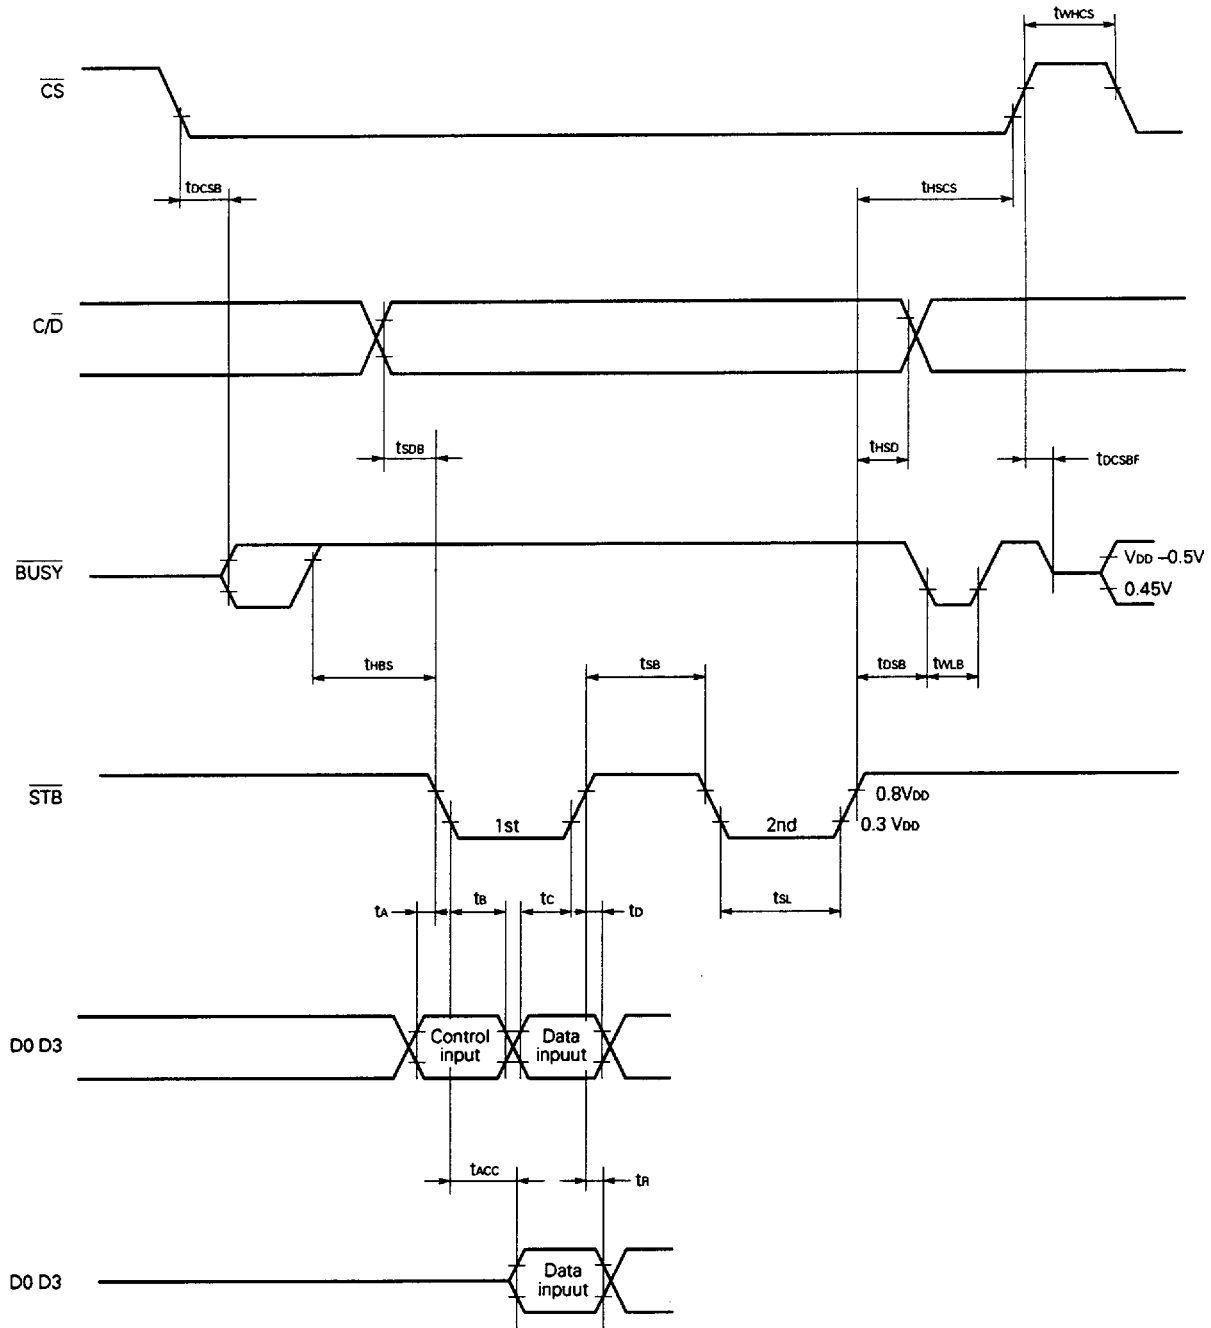 tWHCS
CS
tDCSB
tHSCS
C/D
tSDB
tHSD
tDCSBF
BUSY
VDD –0.5V
0.45V
tHBS
tSB
tDSB
tWLB
STB
0.8VDD
1st
2nd
0.3 VDD
tA
tB
tC
tD
tSL
D0 D3
Control
input
Data
inpuut
tACC
tR
D0 D3
Data
inpuut